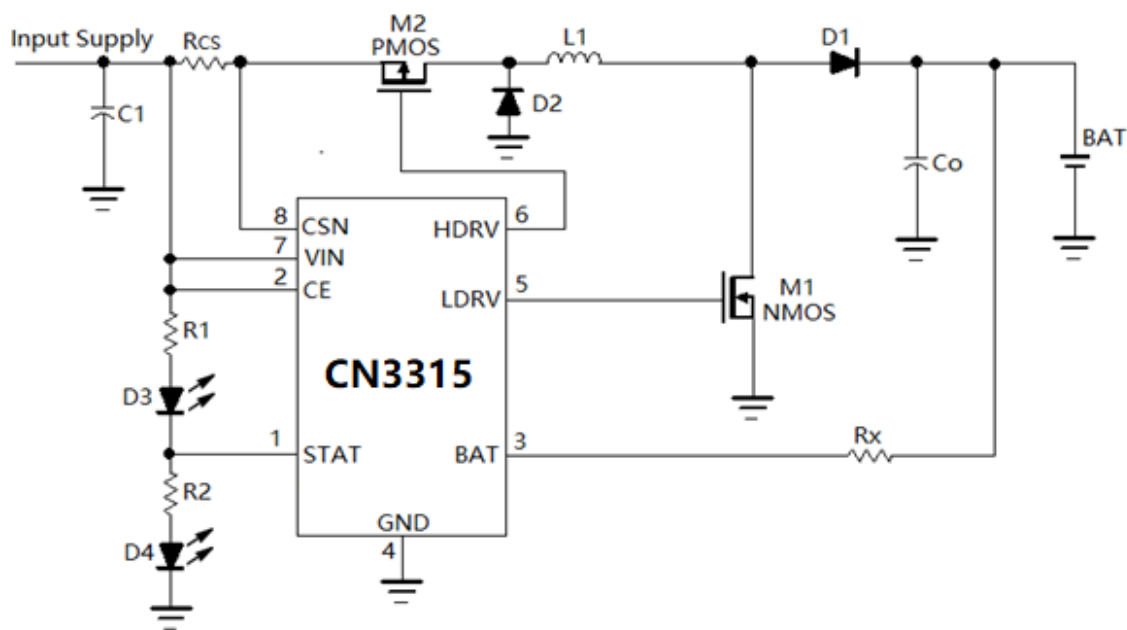 M2
Input Supply
Rcs
PMOS
L1
D1
C1
D2
BAT
Co
8
CSN
HDRV
6
7
VIN
2
CE
LDRV
5
M1
NMOS
R1
CN3315
D3
1
STAT
BAT
3
Rx
R2
GND
4
D4